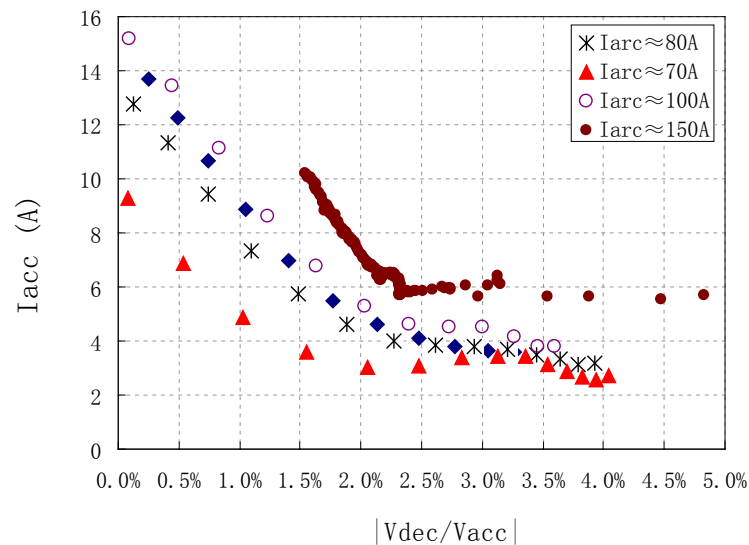 16
14
12
10
8
6
4
2
0
Iacc (A)
Iarc≈80A
Iarc≈70A
Iarc≈100A
Iarc≈150A
0.0% 0.5% 1.0% 1.5% 2.0% 2.5% 3.0% 3.5% 4.0% 4.5% 5.0%
|Vdec/Vacc|